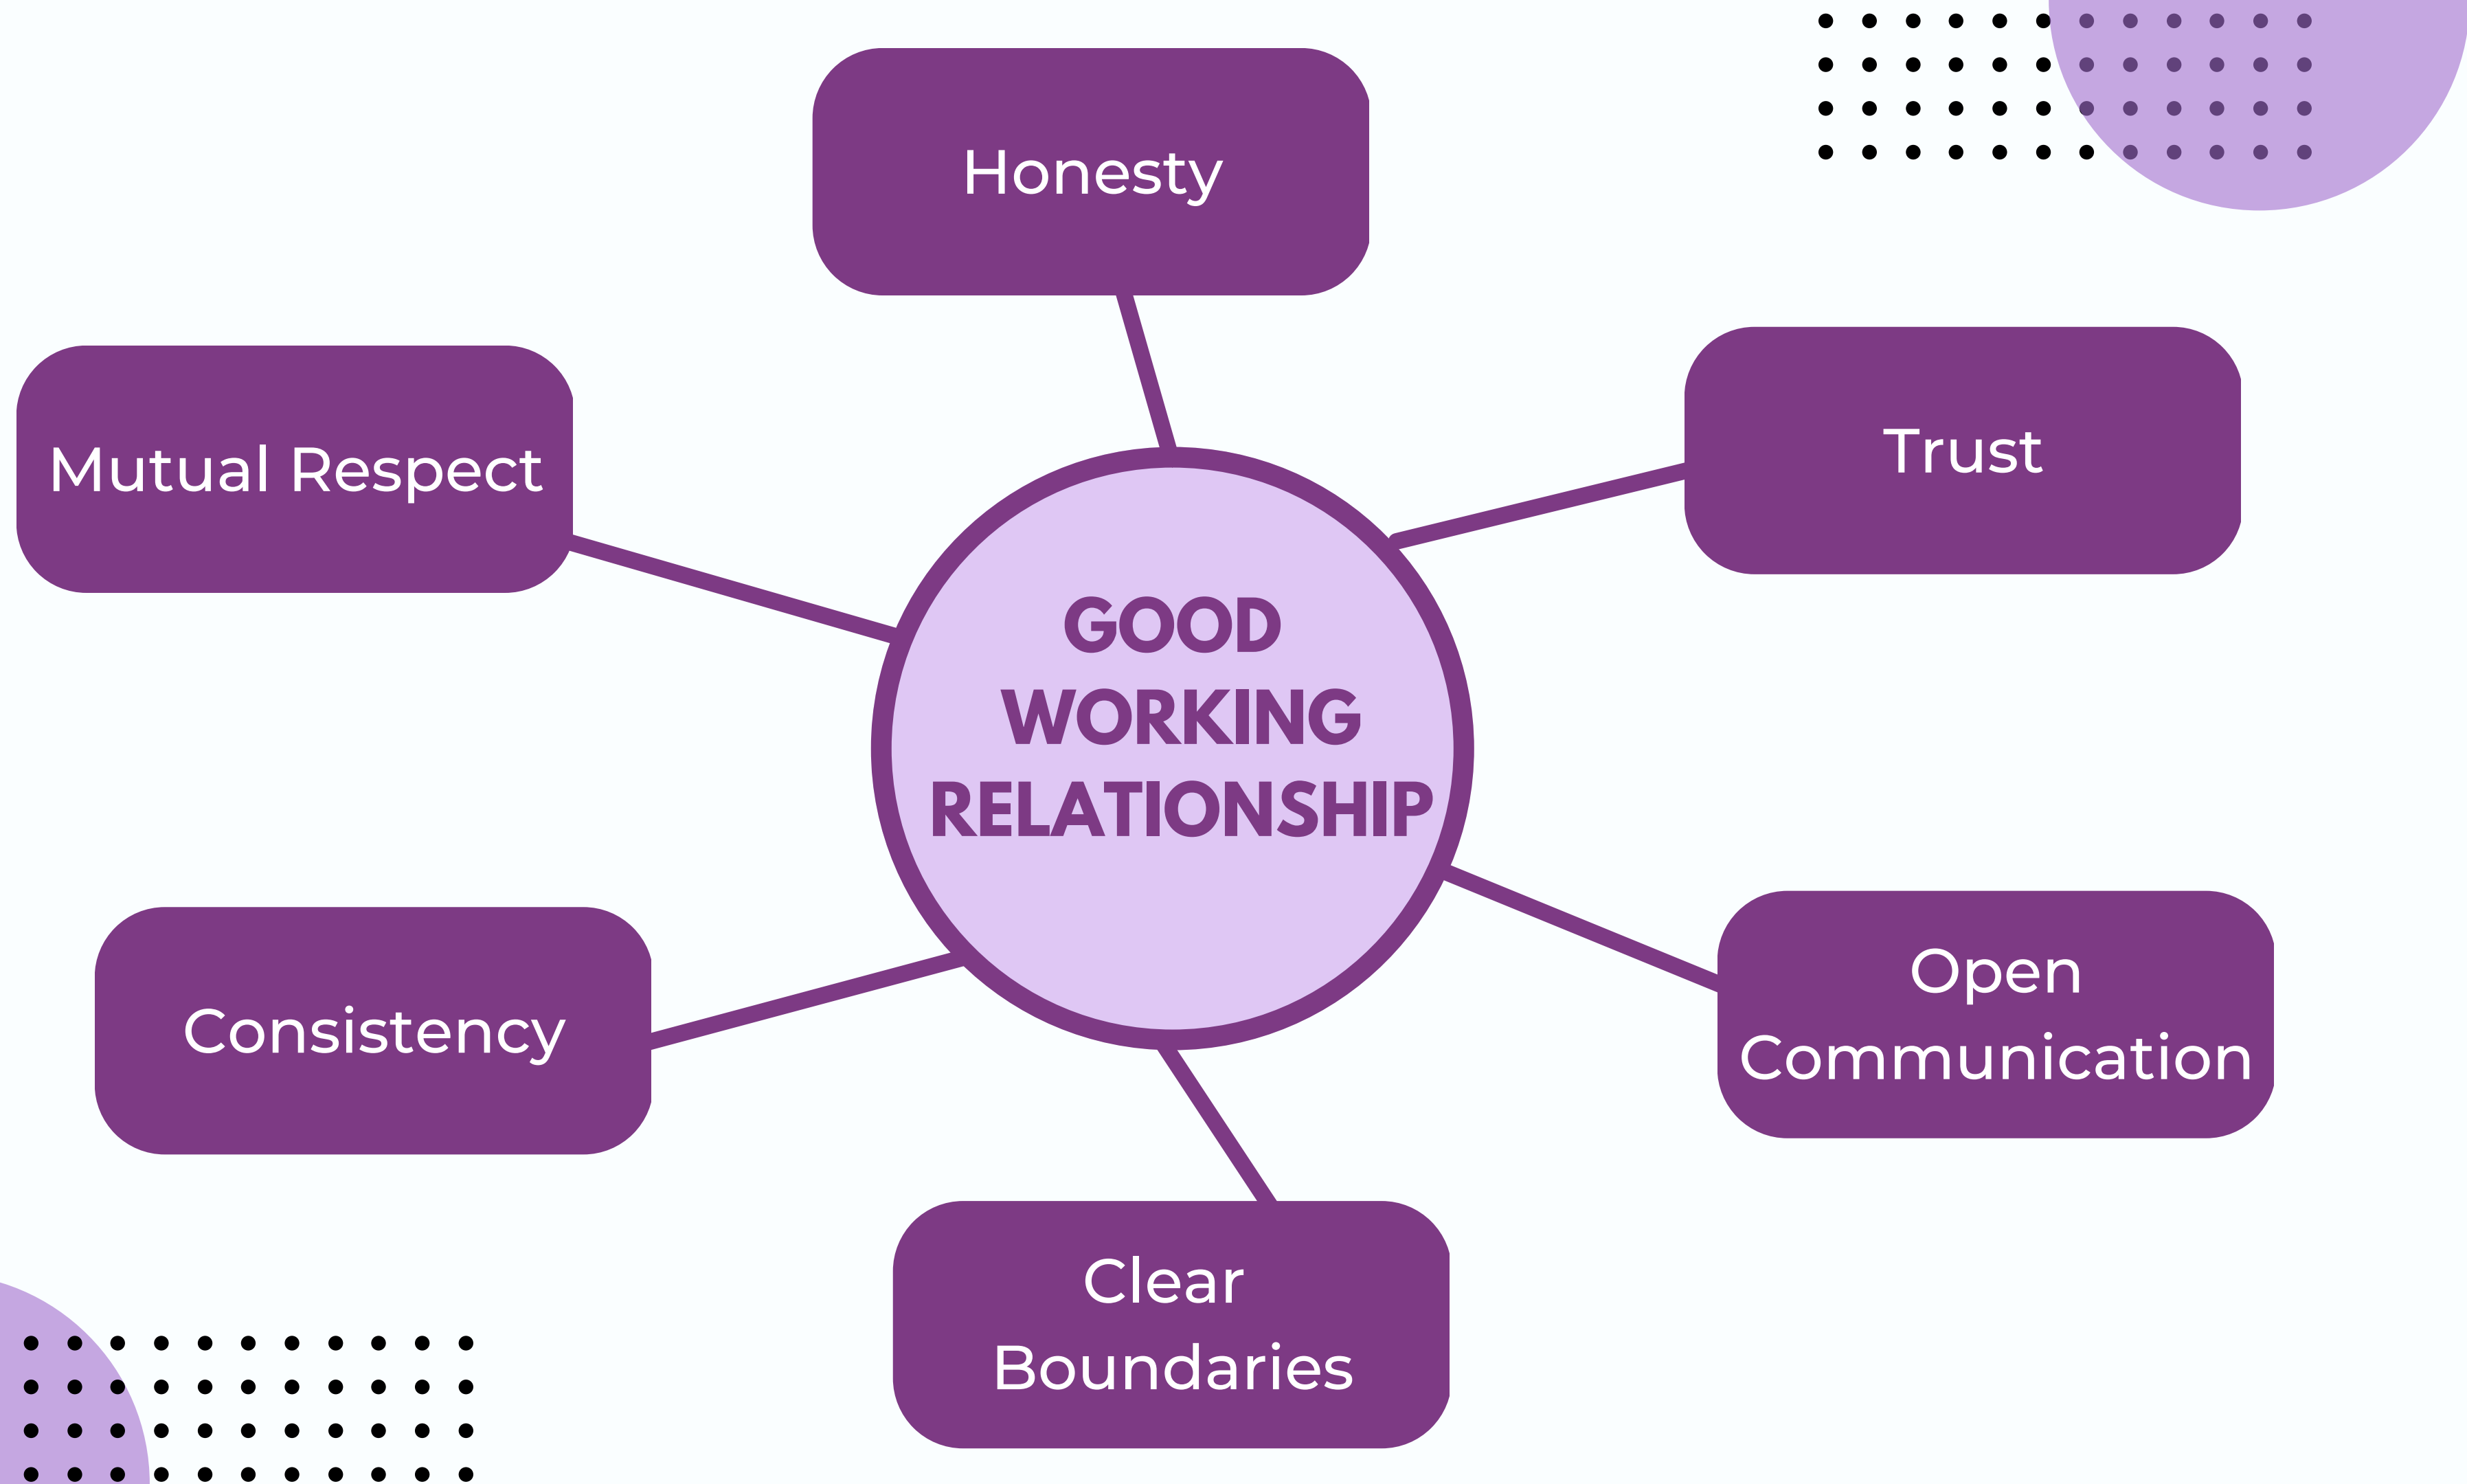 Honesty
Mutual Respect
Trust
GOOD
WORKING
RELATIONSHIP
Consistency
Open
Communication
Clear
Boundaries